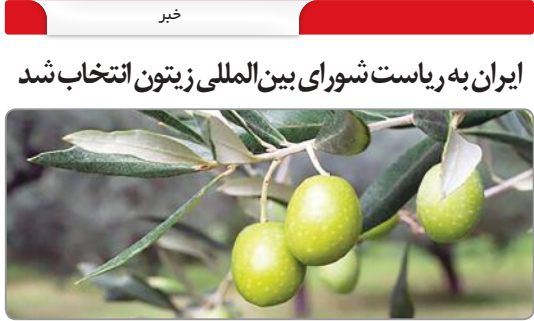 خبر
ایران به ریاست شورای بین‌المللی زیتون انتخاب شد